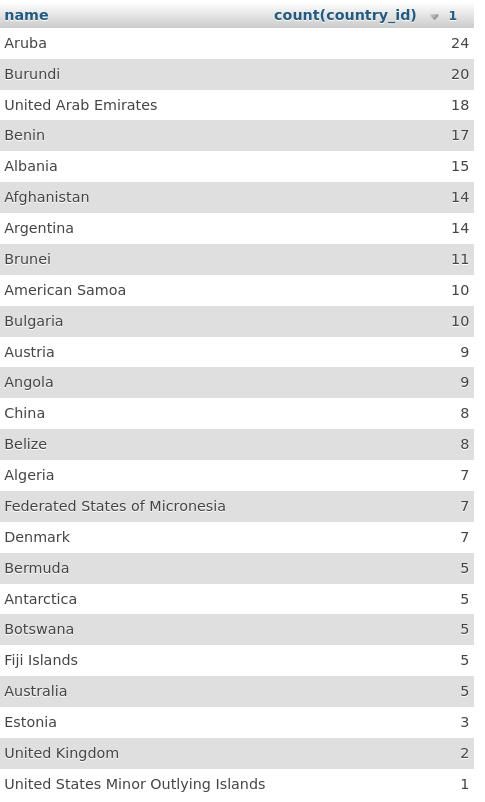 name count(country_id) 1
Aruba 24
Burundi 20
United Arab Emirates 18
Benin 17
Albania 15
Afghanistan 14
Argentina 14
Brunei 11
American Samoa 10
Bulgaria 10
Austria 9
Angola 9
China 8
Belize 8
Algeria 7
Federated States of Micronesia 7
Denmark 7
Bermuda 5
Antarctica 5
Botswana 5
Fiji Islands 5
Australia 5
Estonia 3
United Kingdom 2
United States Minor Outlying Islands 1